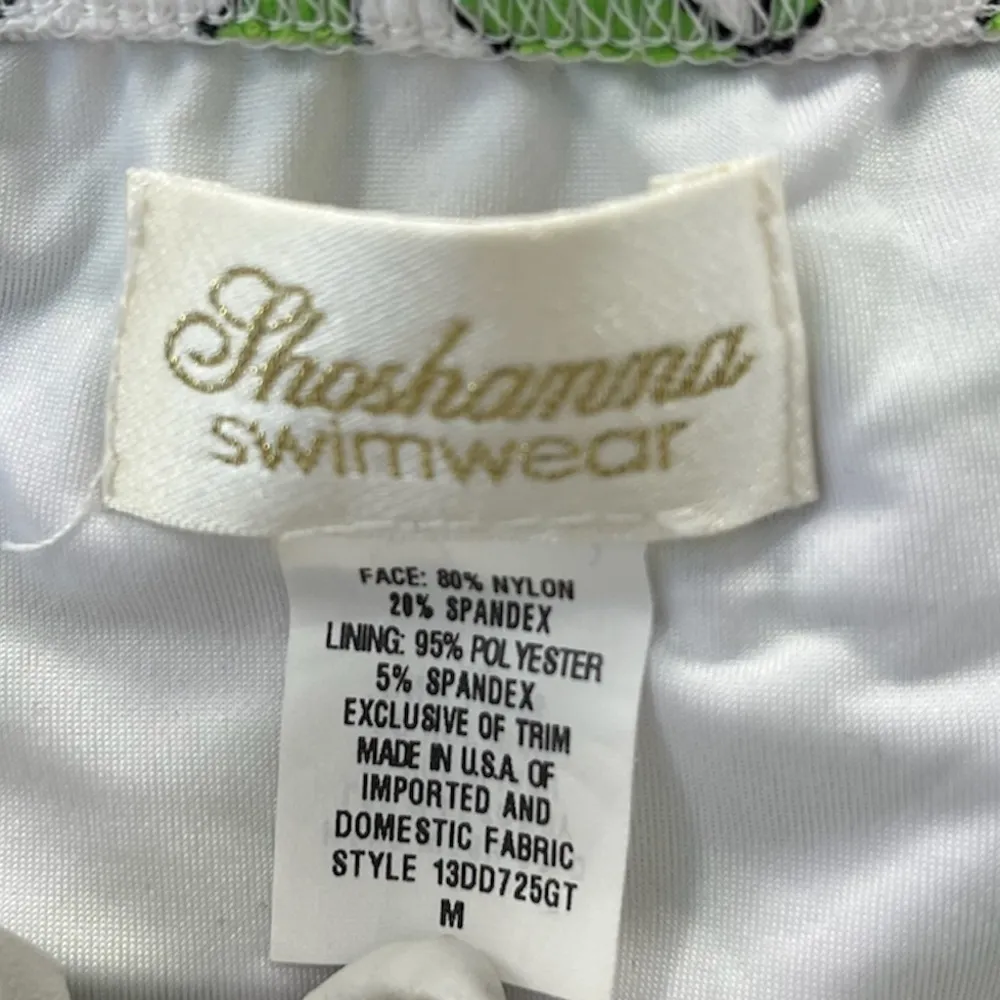 Shoshanna
swimwear
FACE: 80% NYLON
20% SPANDEX
LINING: 95% POLYESTER
5% SPANDEX
EXCLUSIVE OF TRIM
MADE IN U.S.A. OF
IMPORTED AND
DOMESTIC FABRIC
STYLE 13DD725GT
M